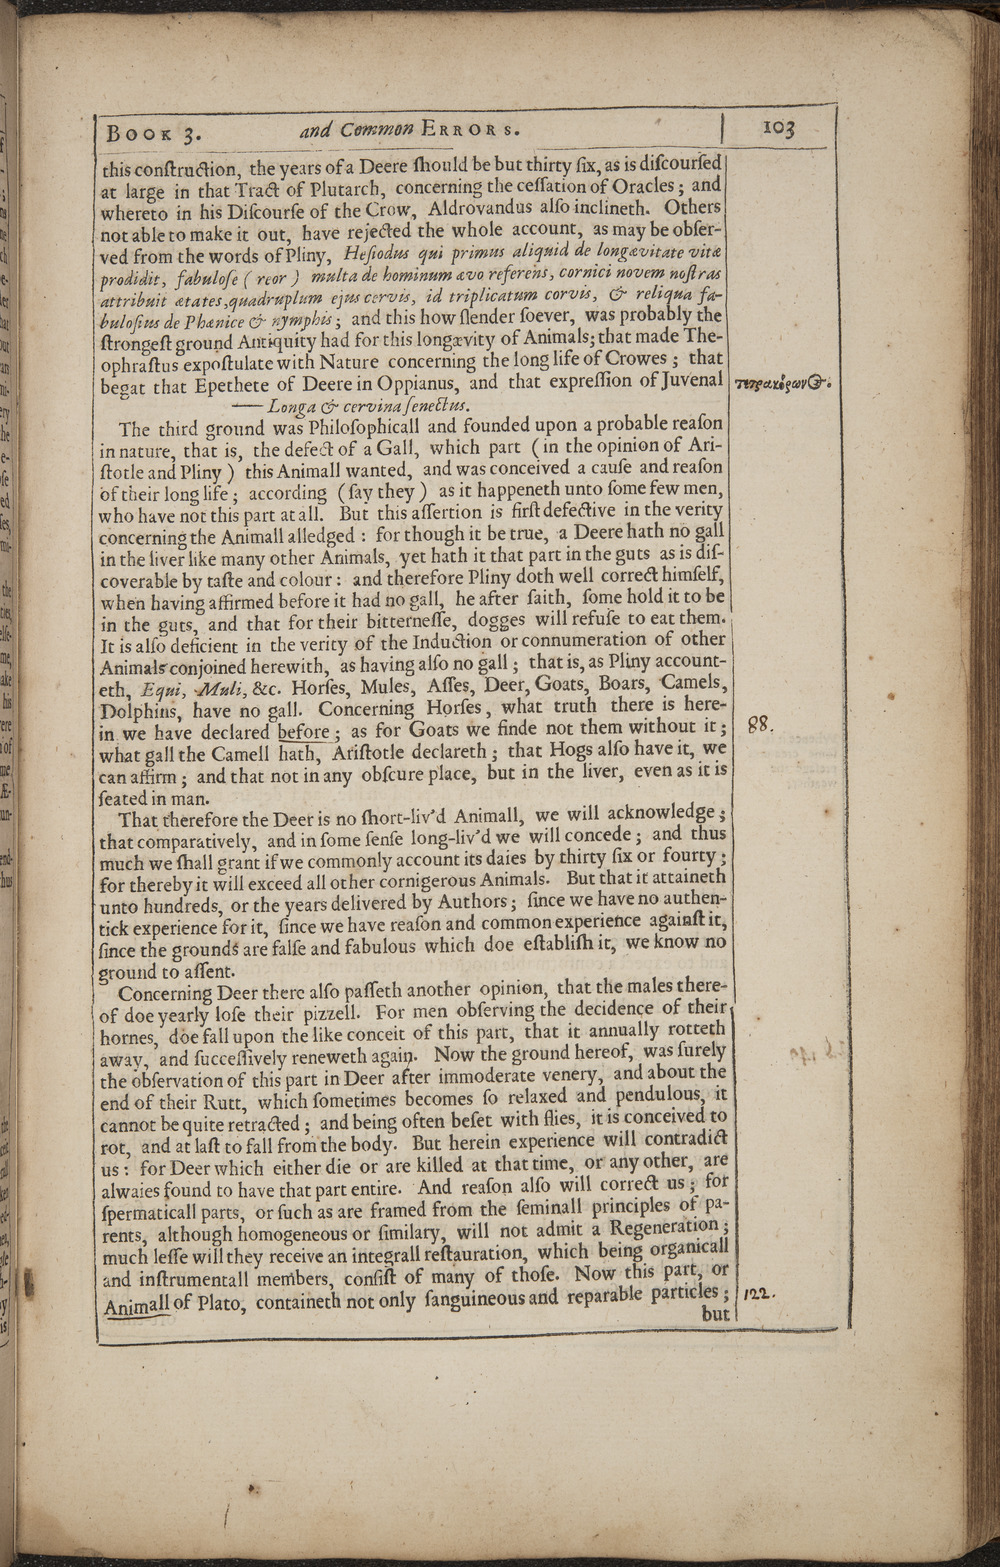 BOOK 3. and Common ERRORS. 103
this conſtruction, the years of a Deere ſhould be but thirty ſix, as is diſcourſed
at large in that Tract of Plutarch, concerning the ceſſation of Oracles; and
whereto in his Diſcourſe of the Crow, Aldrovandus alſo inclineth. Others
not able to make it out, have rejected the whole account, as may be obſer-
ved from the words of Pliny, Heſiodus qui primus aliquid de longævitate vitæ
prodidit, fabuloſe ( reor ) multa de hominum ævo referens, cornici novem noſtras
attribuit ætates, quadruplum ejus cervis, id triplicatum corvis, & reliqua fa-
buloſius de Phænice & nymphis; and this how ſlender ſoever, was probably the
ſtrongeſt ground Antiquity had for this longævity of Animals; that made The-
ophraſtus expoſtulate with Nature concerning the long life of Crowes; that
begat that Epethete of Deere in Oppianus, and that expreſſion of Juvenal
τετρακόρων⊙.
—— Longa & cervina ſenectus.
The third ground was Philoſophicall and founded upon a probable reaſon
in nature, that is, the defect of a Gall, which part ( in the opinion of Ari-
ſtotle and Pliny ) this Animall wanted, and was conceived a cauſe and reaſon
of their long life; according ( ſay they ) as it happeneth unto ſome few men,
who have not this part at all. But this aſſertion is firſt defective in the verity
concerning the Animall alledged : for though it be true, a Deere hath no gall
in the liver like many other Animals, yet hath it that part in the guts as is diſ-
coverable by taſte and colour : and therefore Pliny doth well correct himſelf,
when having affirmed before it had no gall, he after ſaith, ſome hold it to be
in the guts, and that for their bitterneſſe, dogges will refuſe to eat them.
It is alſo deficient in the verity of the Induction or connumeration of other
Animals conjoined herewith, as having alſo no gall; that is, as Pliny account-
eth, Equi, Muli, &c. Horſes, Mules, Aſſes, Deer, Goats, Boars, Camels,
Dolphins, have no gall. Concerning Horſes, what truth there is here-
in we have declared before; as for Goats we finde not them without it;
88.
what gall the Camell hath, Ariſtotle declareth; that Hogs alſo have it, we
can affirm; and that not in any obſcure place, but in the liver, even as it is
ſeated in man.
That therefore the Deer is no ſhort-liv'd Animall, we will acknowledge;
that comparatively, and in ſome ſenſe long-liv'd we will concede; and thus
much we ſhall grant if we commonly account its daies by thirty ſix or fourty;
for thereby it will exceed all other cornigerous Animals. But that it attaineth
unto hundreds, or the years delivered by Authors; ſince we have no authen-
tick experience for it, ſince we have reaſon and common experience againſt it,
ſince the grounds are falſe and fabulous which doe eſtabliſh it, we know no
ground to aſſent.
Concerning Deer there alſo paſſeth another opinion, that the males there-
of doe yearly loſe their pizzell. For men obſerving the decidence of their
hornes, doe fall upon the like conceit of this part, that it annually rotteth
away, and ſucceſſively reneweth again. Now the ground hereof, was ſurely
the obſervation of this part in Deer after immoderate venery, and about the
end of their Rutt, which ſometimes becomes ſo relaxed and pendulous, it
cannot be quite retracted; and being often beſet with flies, it is conceived to
rot, and at laſt to fall from the body. But herein experience will contradict
us : for Deer which either die or are killed at that time, or any other, are
alwaies found to have that part entire. And reaſon alſo will correct us; for
ſpermaticall parts, or ſuch as are framed from the ſeminall principles of pa-
rents, although homogeneous or ſimilary, will not admit a Regeneration;
much leſſe will they receive an integrall reſtauration, which being organicall
and inſtrumentall members, conſiſt of many of thoſe. Now this part, or
Animall of Plato, containeth not only ſanguineous and reparable particles;
122.
but